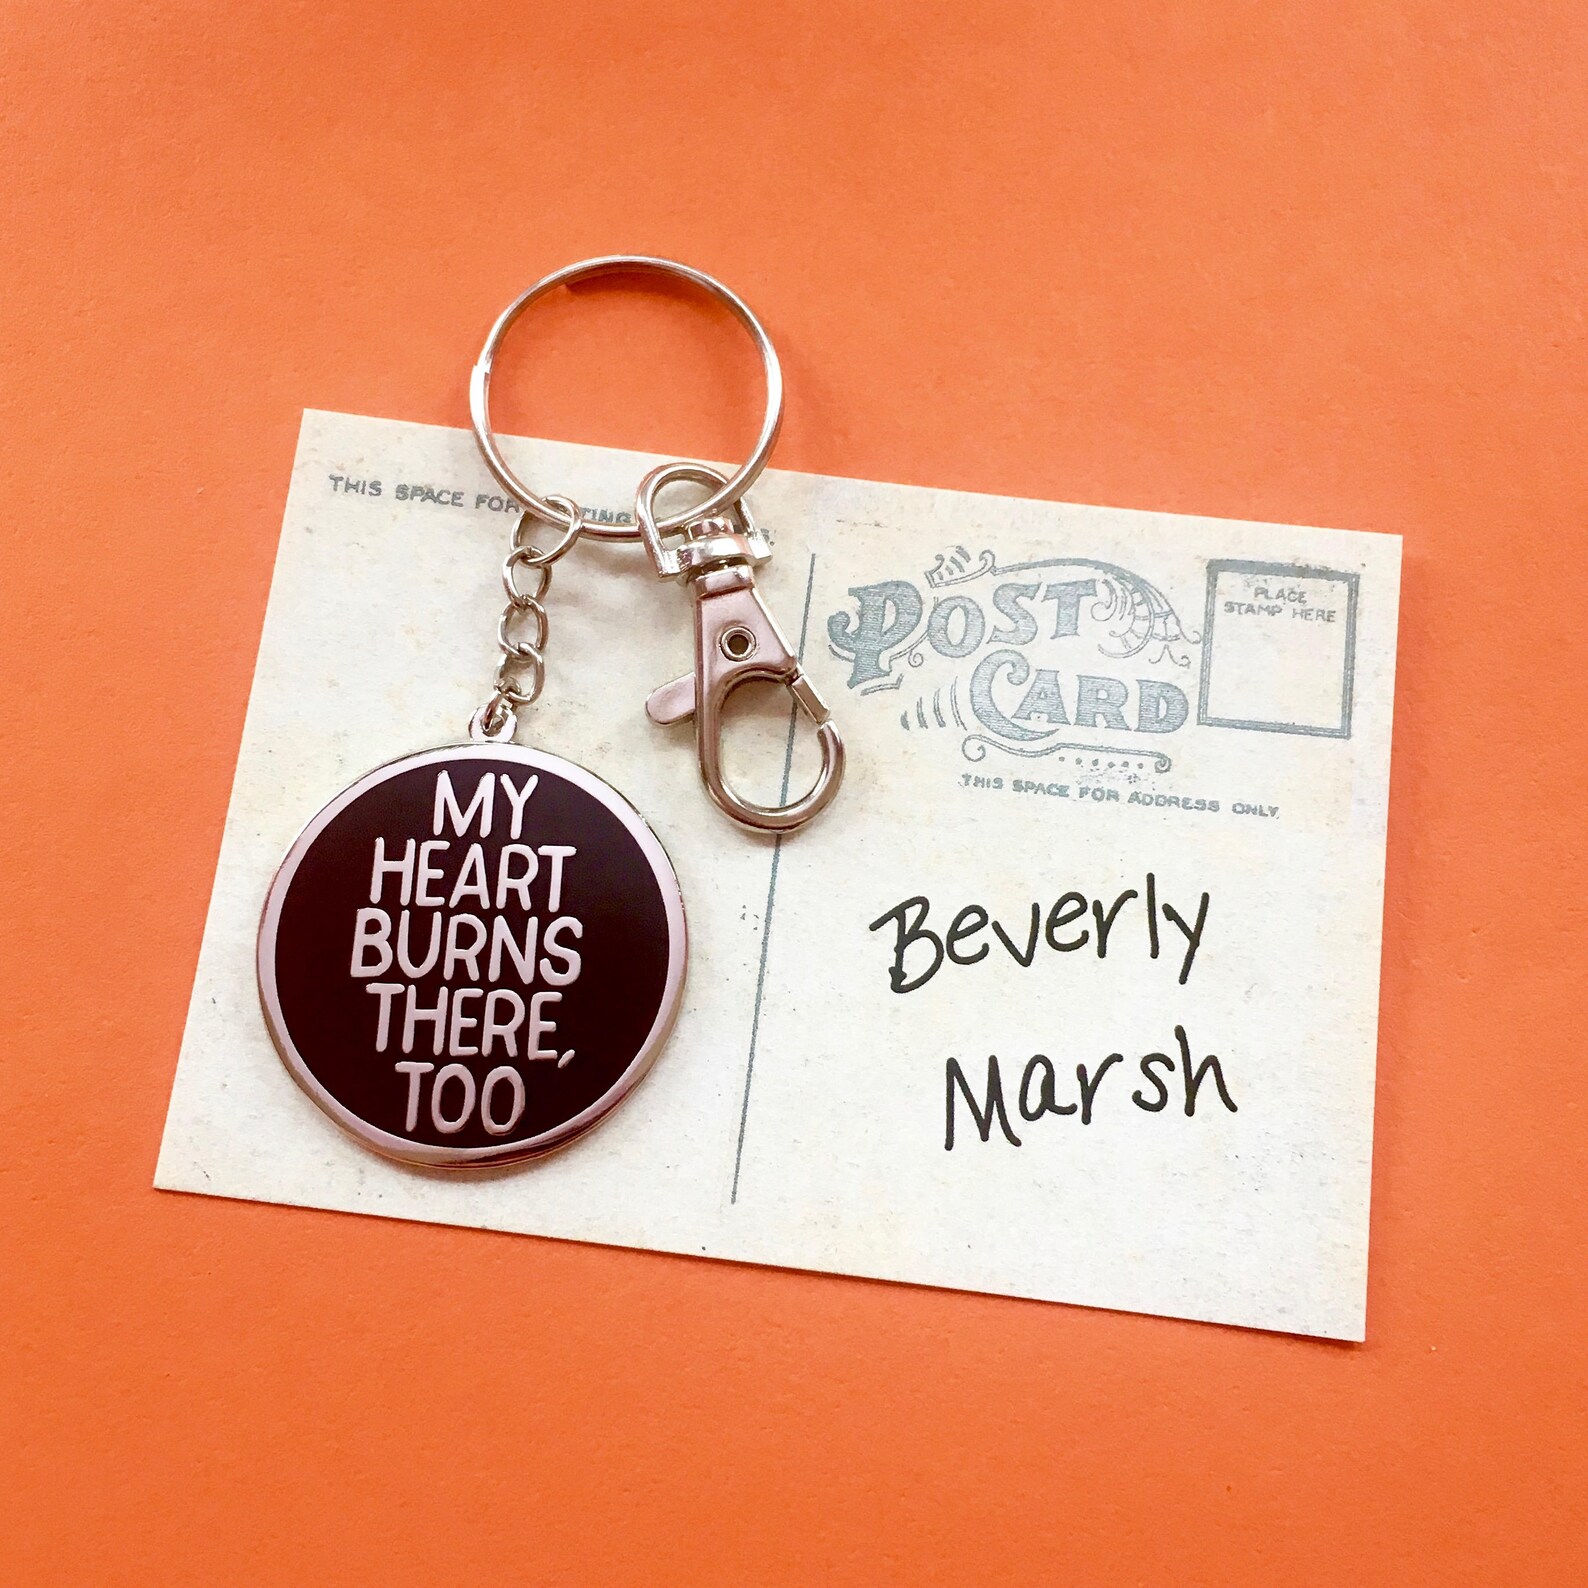 THIS SPACE FOR
POST
CARD
PLACE
STAMP HERE
THIS SPACE FOR ADDRESS ONLY
MY
HEART
BURNS
THERE,
TOO
Beverly
Marsh